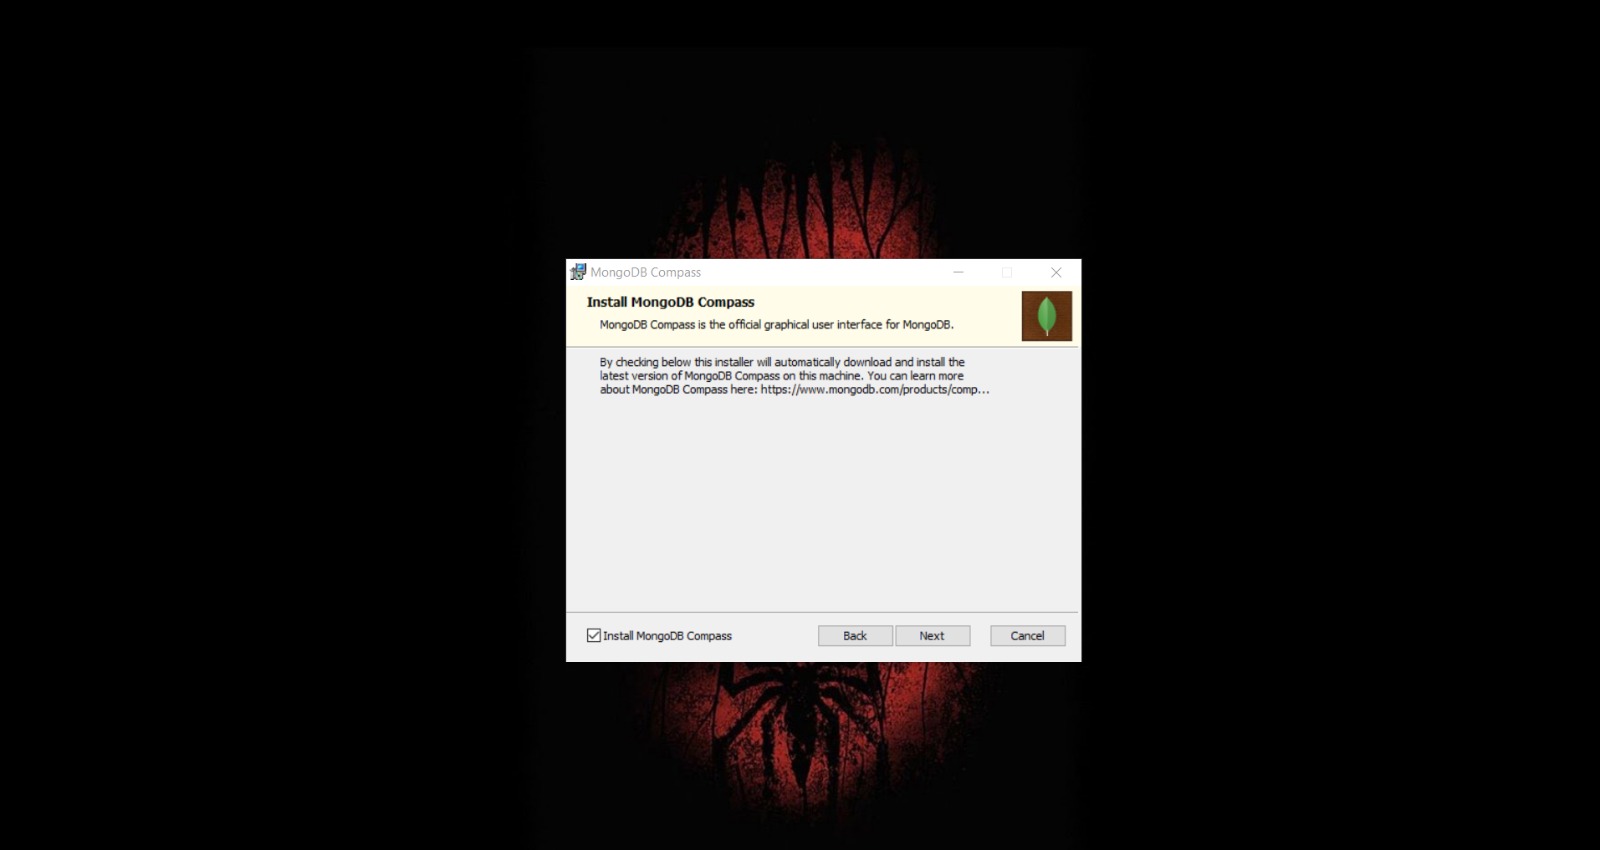 MongoDB Compass
Install MongoDB Compass
MongoDB Compass is the official graphical user interface for MongoDB.
By checking below this installer will automatically download and install the
latest version of MongoDB Compass on this machine. You can learn more
about MongoDB Compass here: https://www.mongodb.com/products/comp...
Install MongoDB Compass Back Next Cancel